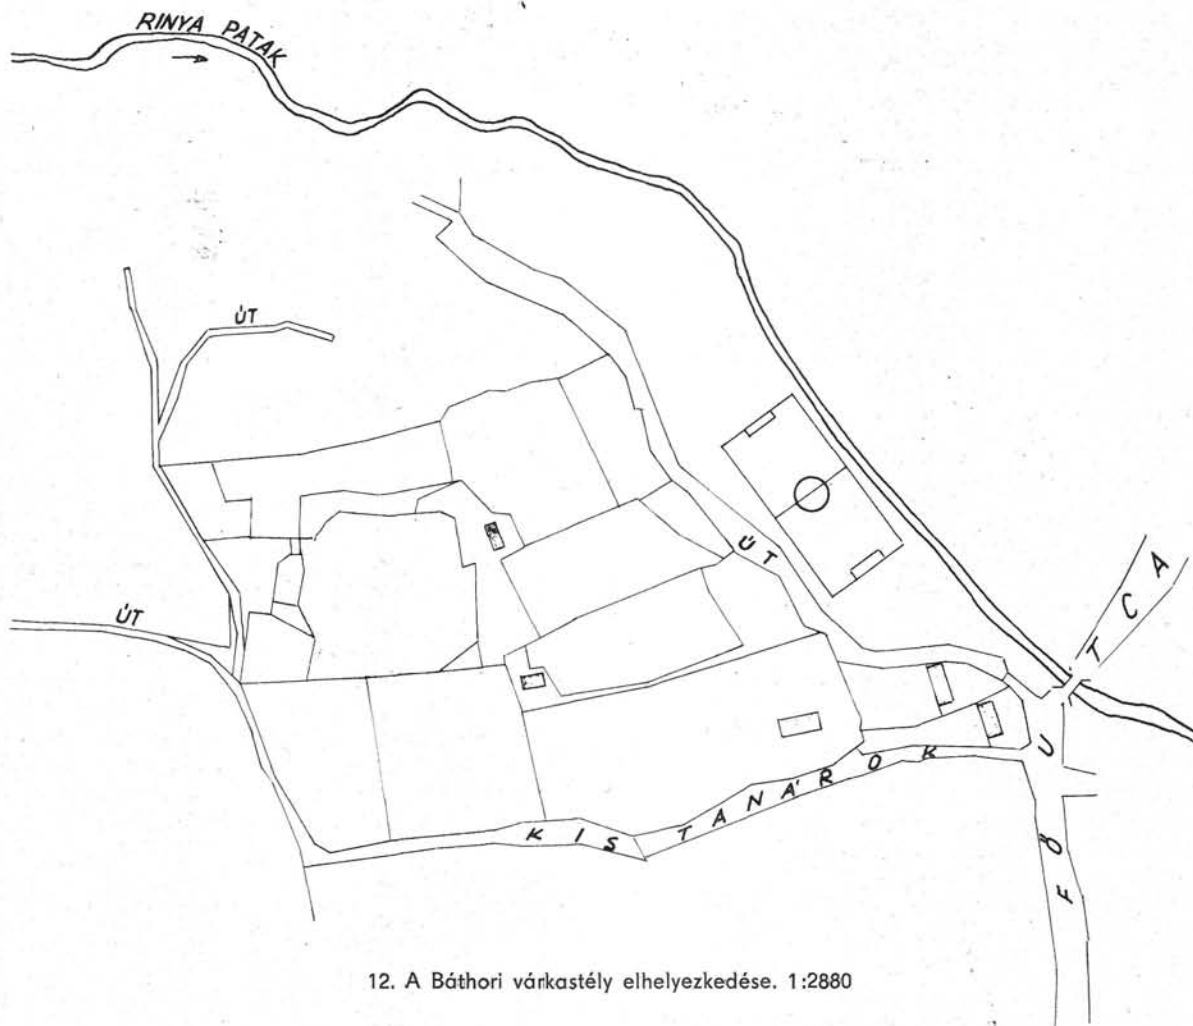 RINYA PATAK
ÚT
ÚT
ÚT
KIS TANÁROK
FŐ UTCA
12. A Báthori várkastély elhelyezkedése. 1:2880